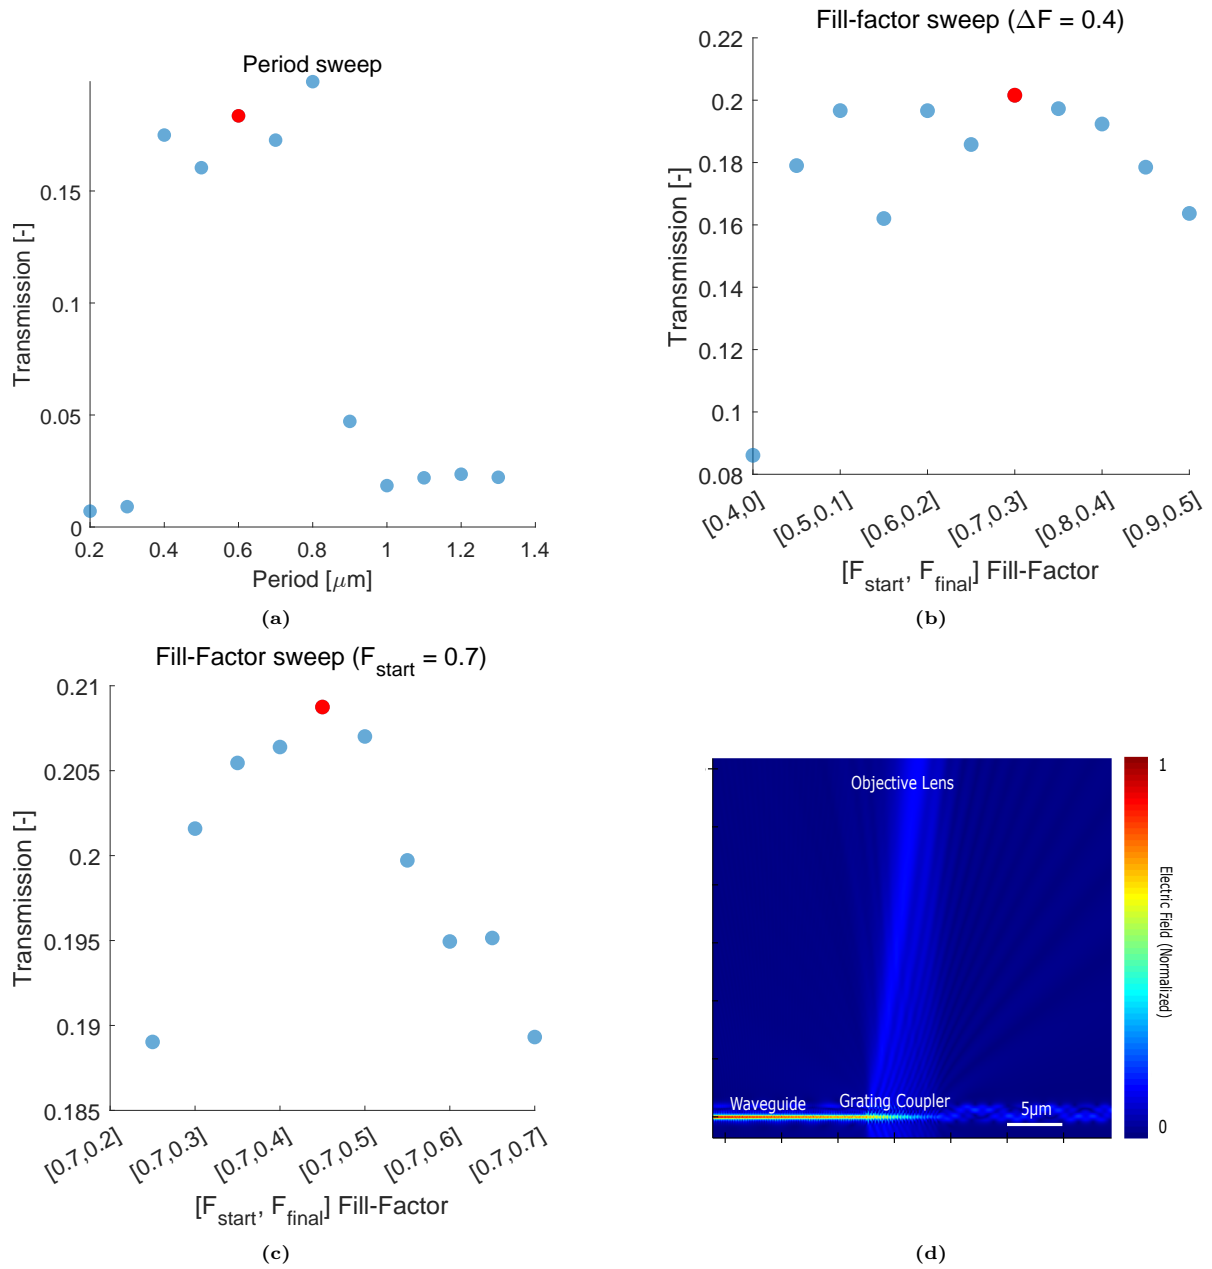 Period sweep
Transmission [-]
0.15
0.1
0.05
0
0.2 0.4 0.6 0.8 1 1.2 1.4
Period [μm]
(a)
Fill-factor sweep (ΔF = 0.4)
Transmission [-]
0.22
0.2
0.18
0.16
0.14
0.12
0.1
0.08
[0.4,0] [0.5,0.1] [0.6,0.2] [0.7,0.3] [0.8,0.4] [0.9,0.5]
[F_start, F_final] Fill-Factor
(b)
Fill-Factor sweep (F_start = 0.7)
Transmission [-]
0.21
0.205
0.2
0.195
0.19
0.185
[0.7,0.2] [0.7,0.3] [0.7,0.4] [0.7,0.5] [0.7,0.6] [0.7,0.7]
[F_start, F_final] Fill-Factor
(c)
Objective Lens
Waveguide
Grating Coupler
5μm
1
0
Electric Field (Normalized)
(d)